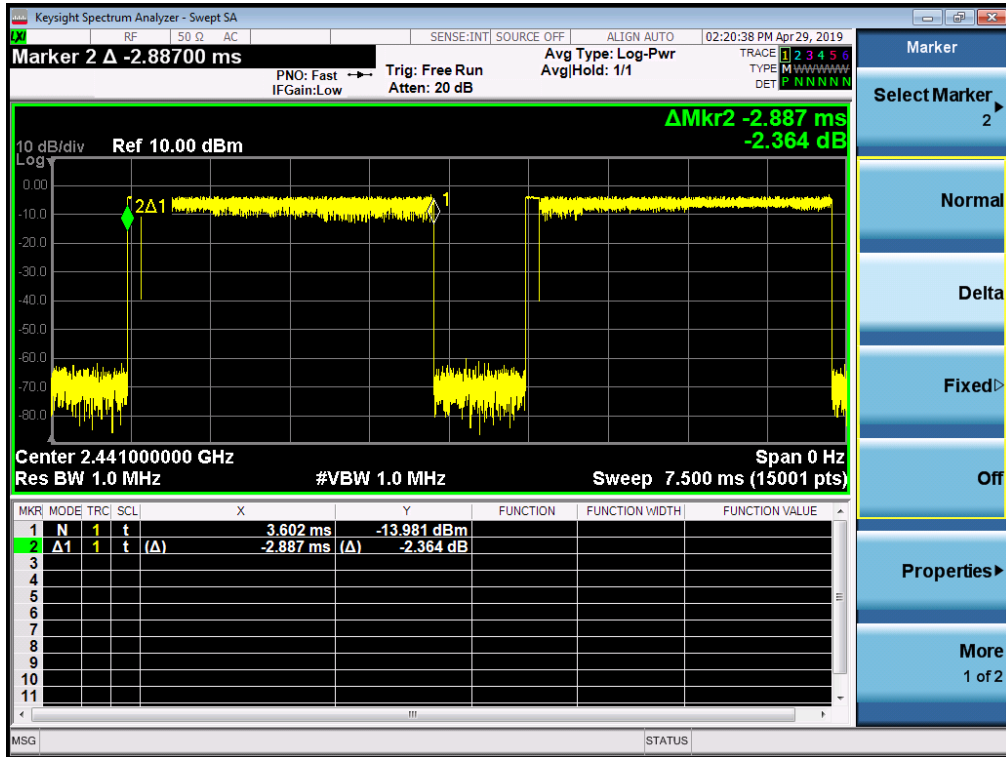 Keysight Spectrum Analyzer - Swept SA
LXI RF 50 Ω AC SENSE:INT SOURCE OFF ALIGN AUTO 02:20:38 PM Apr 29, 2019
Marker 2 Δ -2.88700 ms
PNO: Fast Trig: Free Run Avg Type: Log-Pwr TRACE 1 2 3 4 5 6
IFGain:Low Atten: 20 dB Avg|Hold: 1/1 TYPE M WWWWW
DET P N N N N N
ΔMkr2 -2.887 ms
-2.364 dB
10 dB/div Ref 10.00 dBm
Log
0.00
-10.0
-20.0
-30.0
-40.0
-50.0
-60.0
-70.0
-80.0
2Δ1
1
Center 2.441000000 GHz Span 0 Hz
Res BW 1.0 MHz #VBW 1.0 MHz Sweep 7.500 ms (15001 pts)
MKR MODE TRC SCL X Y FUNCTION FUNCTION WIDTH FUNCTION VALUE
1 N 1 t 3.602 ms -13.981 dBm
2 Δ1 1 t (Δ) -2.887 ms (Δ) -2.364 dB
3
4
5
6
7
8
9
10
11
MSG STATUS
Marker
Select Marker
2
Normal
Delta
Fixed
Off
Properties
More
1 of 2